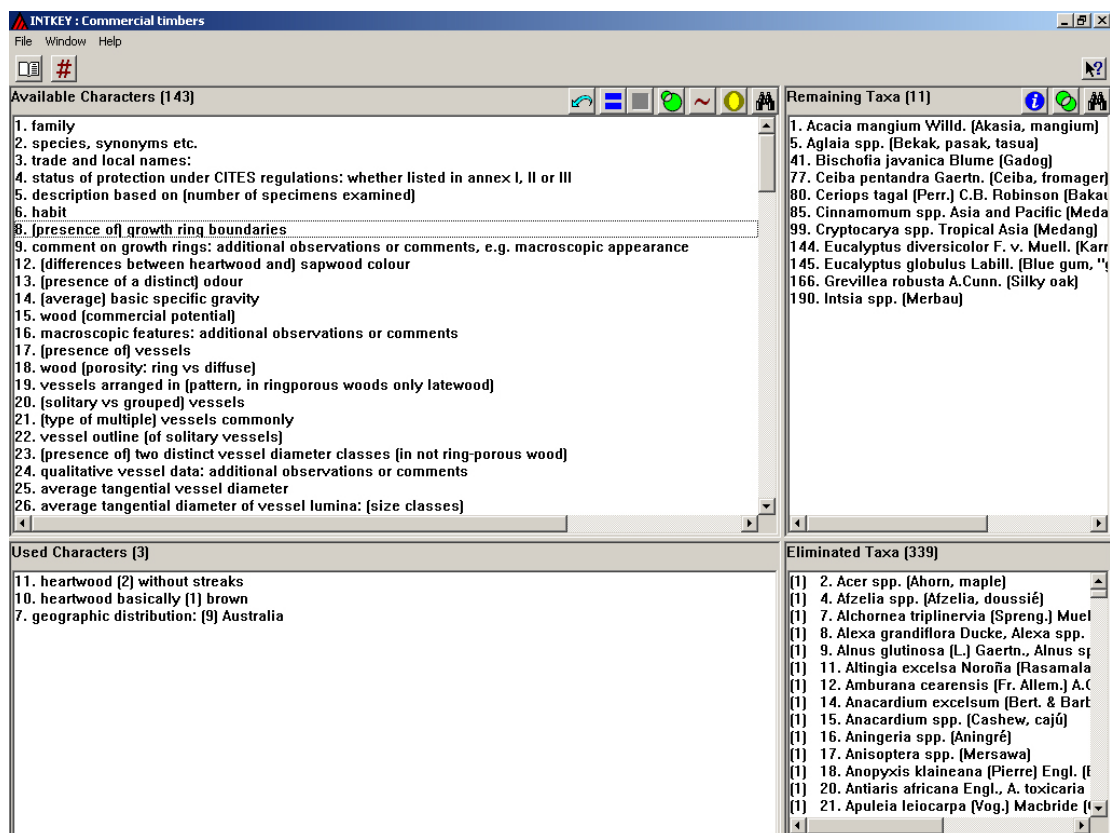 INTKEY : Commercial timbers
File Window Help
Available Characters (143)
1. family
2. species, synonyms etc.
3. trade and local names:
4. status of protection under CITES regulations: whether listed in annex I, II or III
5. description based on (number of specimens examined)
6. habit
8. (presence of) growth ring boundaries
9. comment on growth rings: additional observations or comments, e.g. macroscopic appearance
12. (differences between heartwood and) sapwood colour
13. (presence of a distinct) odour
14. (average) basic specific gravity
15. wood (commercial potential)
16. macroscopic features: additional observations or comments
17. (presence of) vessels
18. wood (porosity: ring vs diffuse)
19. vessels arranged in (pattern, in ringporous woods only latewood)
20. (solitary vs grouped) vessels
21. (type of multiple) vessels commonly
22. vessel outline (of solitary vessels)
23. (presence of) two distinct vessel diameter classes (in not ring-porous wood)
24. qualitative vessel data: additional observations or comments
25. average tangential vessel diameter
26. average tangential diameter of vessel lumina: (size classes)
Remaining Taxa (11)
1. Acacia mangium Willd. (Akasia, mangium)
5. Aglaia spp. (Bekak, pasak, tasua)
41. Bischofia javanica Blume (Gadog)
77. Ceiba pentandra Gaertn. (Ceiba, fromager)
80. Ceriops tagal (Perr.) C.B. Robinson (Bakau
85. Cinnamomum spp. Asia and Pacific (Meda
99. Cryptocarya spp. Tropical Asia (Medang)
144. Eucalyptus diversicolor F. v. Muell. (Karr
145. Eucalyptus globulus Labill. (Blue gum, "g
166. Grevillea robusta A.Cunn. (Silky oak)
190. Intsia spp. (Merbau)
Used Characters (3)
11. heartwood (2) without streaks
10. heartwood basically (1) brown
7. geographic distribution: (9) Australia
Eliminated Taxa (339)
(1) 2. Acer spp. (Ahorn, maple)
(1) 4. Afzelia spp. (Afzelia, doussié)
(1) 7. Alchornea triplinervia (Spreng.) Muel
(1) 8. Alexa grandiflora Ducke, Alexa spp.
(1) 9. Alnus glutinosa (L.) Gaertn., Alnus sp
(1) 11. Altingia excelsa Noroña (Rasamala
(1) 12. Amburana cearensis (Fr. Allem.) A.C
(1) 14. Anacardium excelsum (Bert. & Bart
(1) 15. Anacardium spp. (Cashew, cajú)
(1) 16. Aningeria spp. (Aningré)
(1) 17. Anisoptera spp. (Mersawa)
(1) 18. Anopyxis klaineana (Pierre) Engl. (B
(1) 20. Antiaris africana Engl., A. toxicaria
(1) 21. Apuleia leiocarpa (Vog.) Macbride (